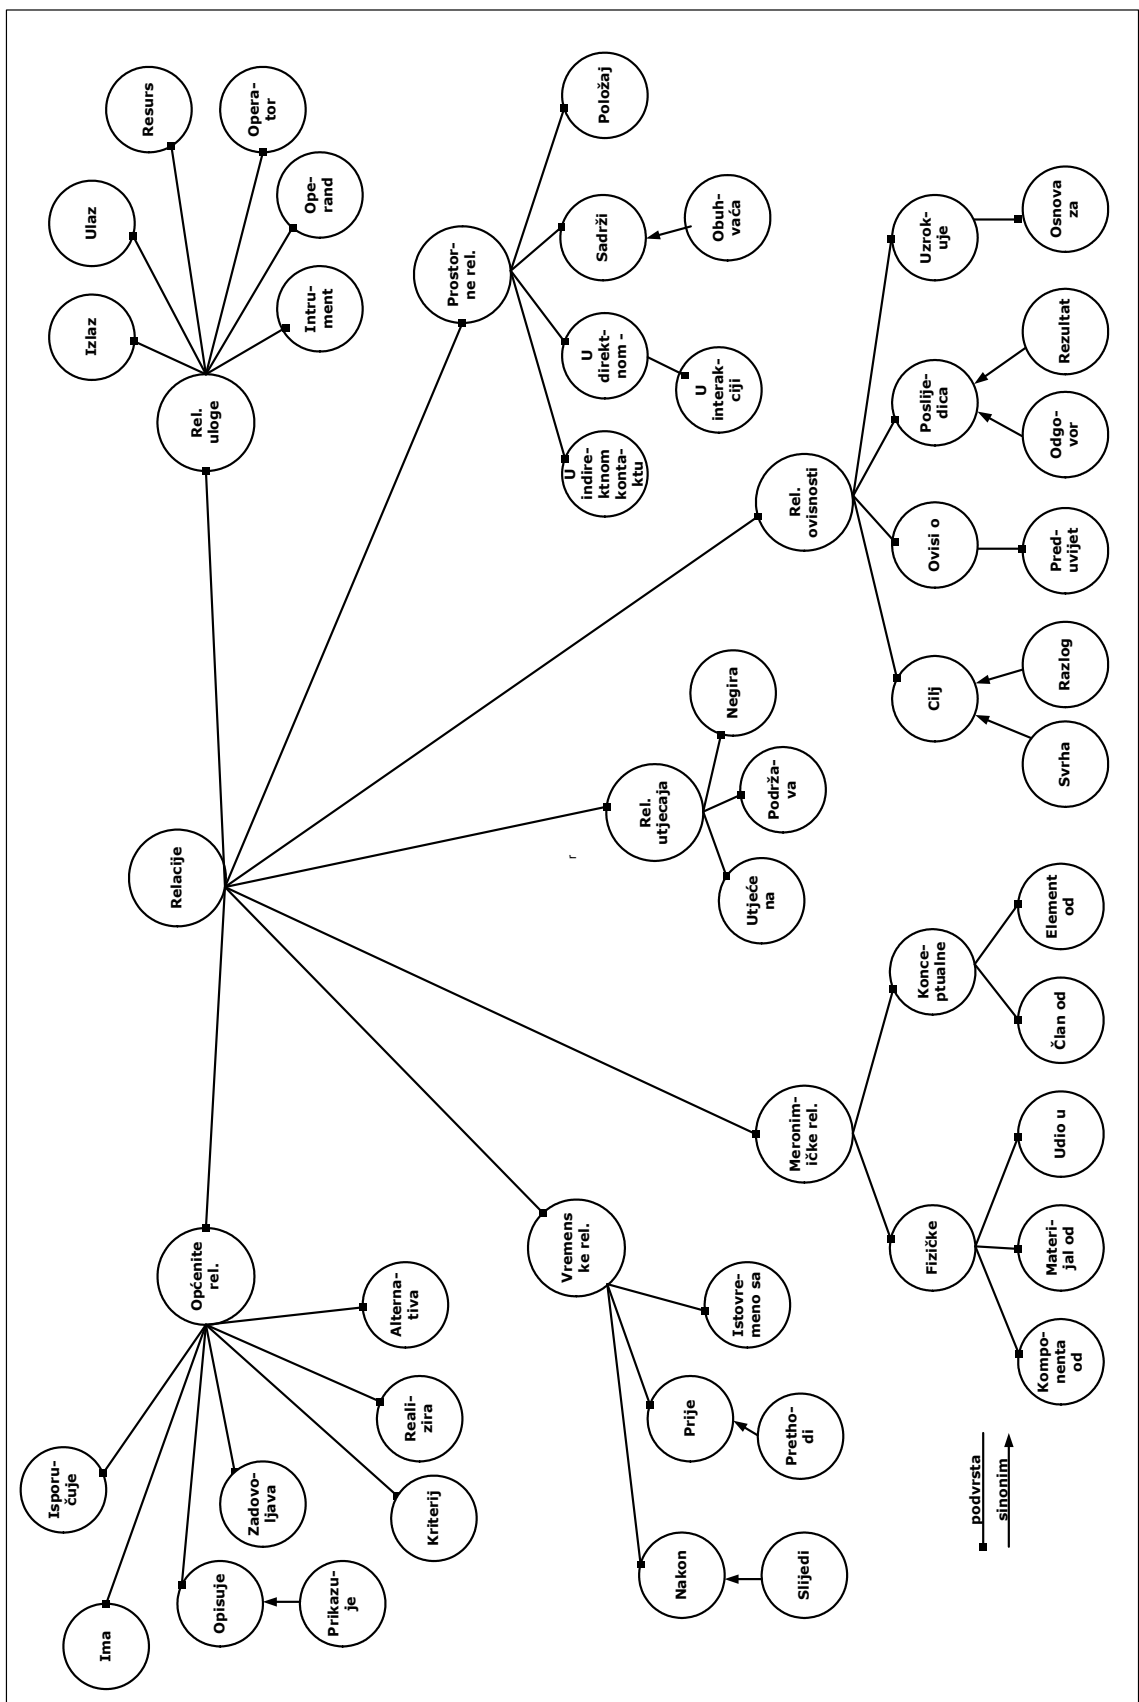 Relacije
Općenite
rel.
Isporu-
čuje
Ima
Opisuje
Prikazu-
je
Zadovo-
ljava
Kriterij
Reali-
zira
Alterna-
tiva
Vremens
ke rel.
Nakon
Slijedi
Prije
Pretho-
di
Istovre-
meno sa
Meronim-
ičke rel.
Fizičke
Kompo-
nenta
od
Materi-
jal od
Udio u
Konce-
ptualne
Član od
Element
od
Rel.
utjecaja
Utječe
na
Podrža-
va
Negira
r
Rel.
ovisnosti
Cilj
Svrha
Razlog
Ovisi o
Pred-
uvijet
Poslije-
dica
Odgo-
vor
Rezultat
Uzrok-
uje
Osnova
za
Prostor-
ne rel.
U
indire-
ktnom
konta-
ktu
U
direkt-
nom -
U
interak-
ciji
Sadrži
Obuh-
vaća
Položaj
Rel.
uloge
Izlaz
Ulaz
Resurs
Opera-
tor
Ope-
rand
Intru-
ment
podvrsta
sinonim